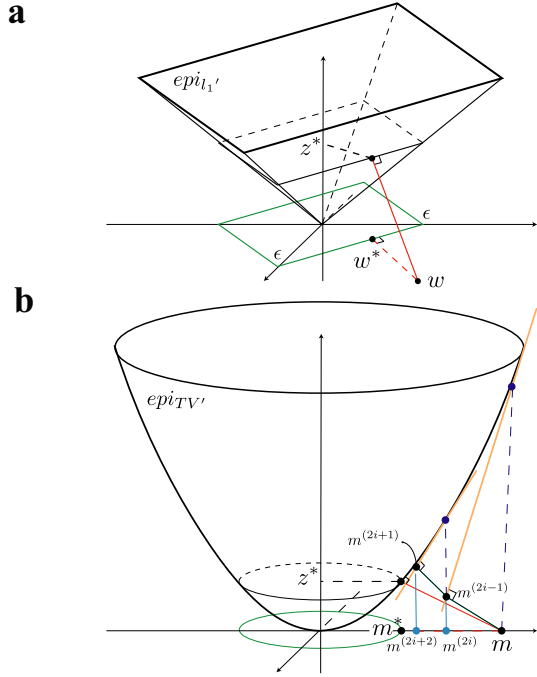 a
epi_{l_1'}
z*
ϵ
ϵ
w*
w
b
epi_{TV'}
m^{(2i+1)}
z*
m^{(2i-1)}
m*
m^{(2i+2)}
m^{(2i)}
m